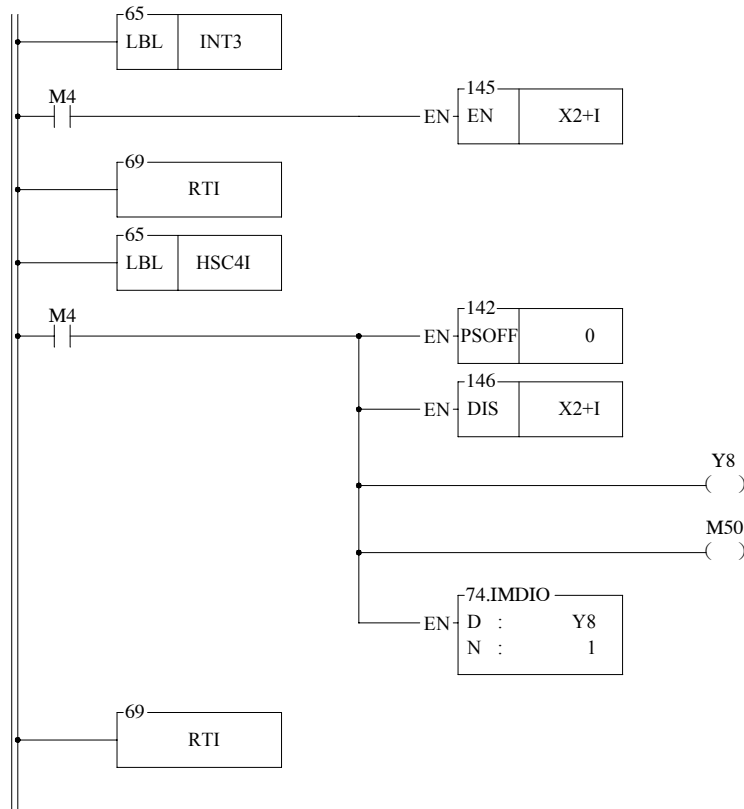 65
LBL INT3
M4
145
EN EN X2+I
69
RTI
65
LBL HSC4I
M4
142
EN PSOFF 0
146
EN DIS X2+I
Y8
M50
74.IMDIO
EN D : Y8
N : 1
69
RTI